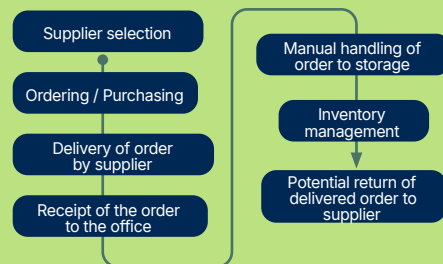 Supplier selection
Ordering / Purchasing
Delivery of order
by supplier
Receipt of the order
to the office
Manual handling of
order to storage
Inventory
management
Potential return of
delivered order to
supplier